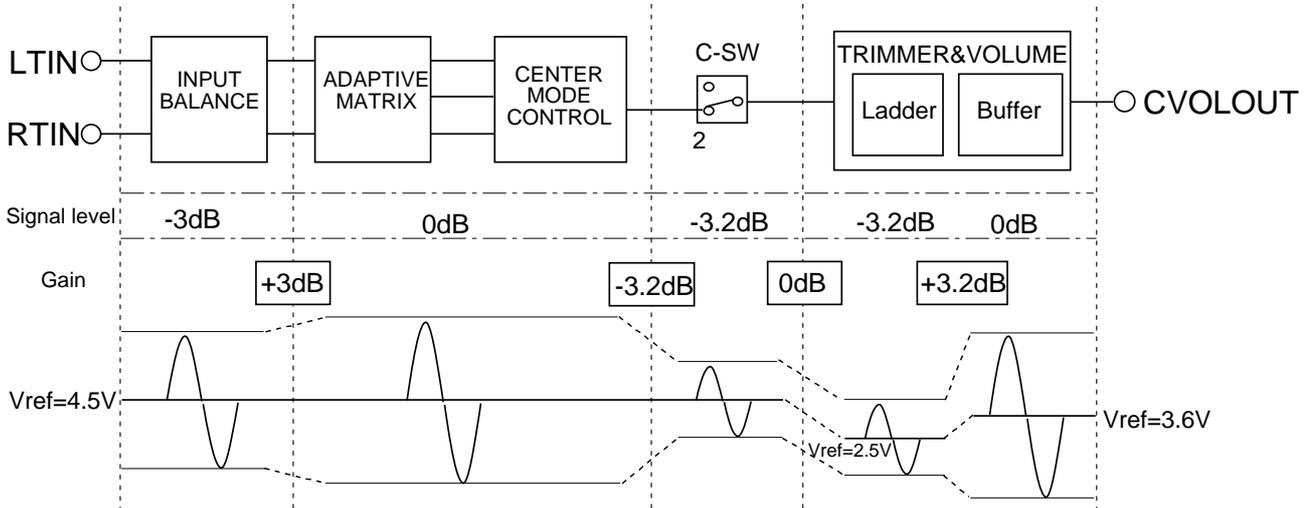 LTIN
RTIN
INPUT
BALANCE
ADAPTIVE
MATRIX
CENTER
MODE
CONTROL
C-SW
2
TRIMMER&VOLUME
Ladder
Buffer
CVOLOUT
Signal level
-3dB
0dB
-3.2dB
-3.2dB
0dB
Gain
+3dB
-3.2dB
0dB
+3.2dB
Vref=4.5V
Vref=2.5V
Vref=3.6V